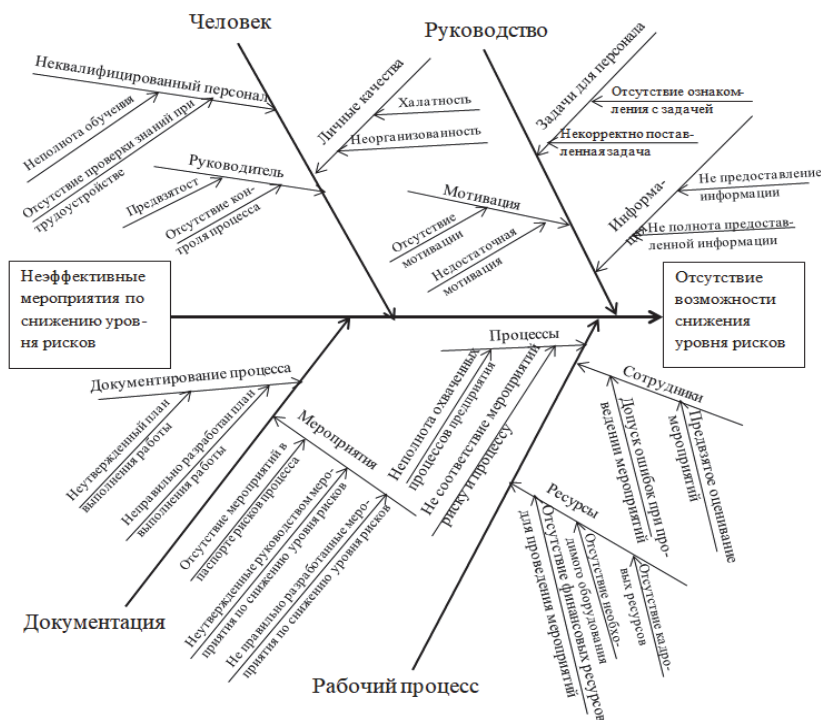 Человек
Руководство
Неквалифицированный персонал
Неполнота обучения
Отсутствие проверки знаний при
трудоустройстве
Личные качества
Халатность
Неорганизованность
Руководитель
Предвзятост
Отсутствие кон-
троля процесса
Задачи для персонала
Отсутствие ознаком-
ления с задачей
Некорректно постав-
ленная задача
Мотивация
Отсутствие
мотивации
Недостаточная
мотивация
Информа-
ция
Не предоставление
информации
Не полнота предостав-
ленной информации
Неэффективные
мероприятия по
снижению уров-
ня рисков
Отсутствие
возможности
снижения
уровня рисков
Документирование процесса
Неутвержденный план
выполнения работы
Неправильно разработан план
выполнения работы
Мероприятия
Отсутствие мероприятий в
паспорте рисков процесса
Неутвержденные руководством меро-
приятия по снижению уровня рисков
Не правильно разработанные меро-
приятия по снижению уровня рисков
Процессы
Неполнота охваченных
процессов предприятия
Не соответствие мероприятий
риску и процессу
Сотрудники
Допуск ошибок при про-
ведении мероприятий
Предвзятое оценивание
мероприятий
Ресурсы
Отсутствие финансовых ресурсов
для проведения мероприятий
Отсутствие необхо-
димого оборудования
Отсутствие кадро-
вых ресурсов
Документация
Рабочий процесс